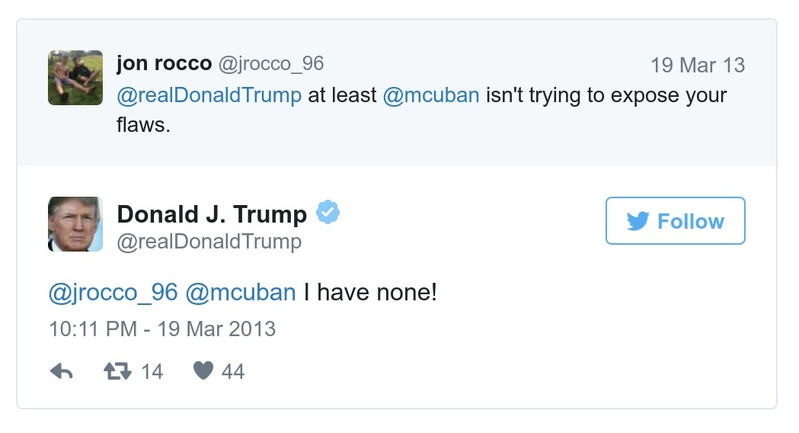 jon rocco @jrocco_96 19 Mar 13
@realDonaldTrump at least @mcuban isn't trying to expose your
flaws.
Donald J. Trump
@realDonaldTrump
Follow
@jrocco_96 @mcuban I have none!
10:11 PM - 19 Mar 2013
14 44